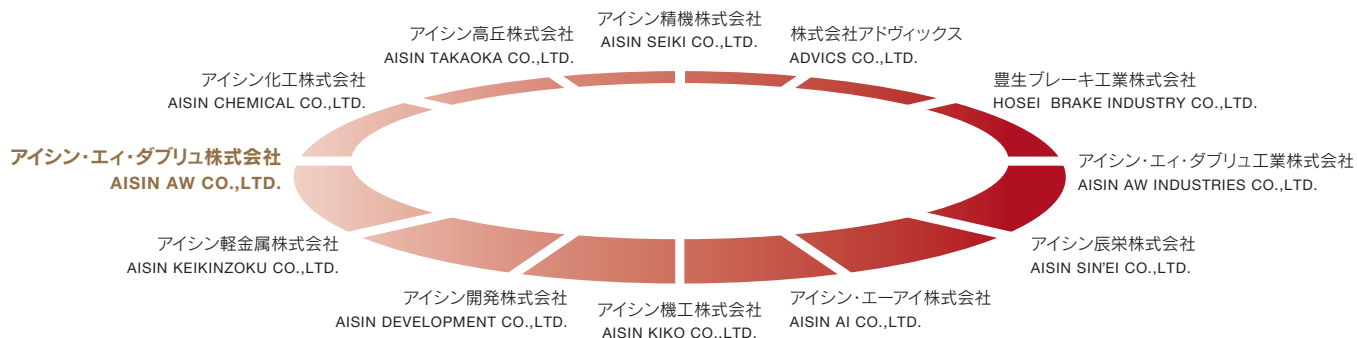 アイシン精機株式会社
AISIN SEIKI CO.,LTD.
株式会社アドヴィックス
ADVICS CO.,LTD.
豊生ブレーキ工業株式会社
HOSEI BRAKE INDUSTRY CO.,LTD.
アイシン・エィ・ダブリュ工業株式会社
AISIN AW INDUSTRIES CO.,LTD.
アイシン辰栄株式会社
AISIN SIN'EI CO.,LTD.
アイシン・エーアイ株式会社
AISIN AI CO.,LTD.
アイシン機工株式会社
AISIN KIKO CO.,LTD.
アイシン開発株式会社
AISIN DEVELOPMENT CO.,LTD.
アイシン軽金属株式会社
AISIN KEIKINZOKU CO.,LTD.
アイシン・エィ・ダブリュ株式会社
AISIN AW CO.,LTD.
アイシン化工株式会社
AISIN CHEMICAL CO.,LTD.
アイシン高丘株式会社
AISIN TAKAOKA CO.,LTD.